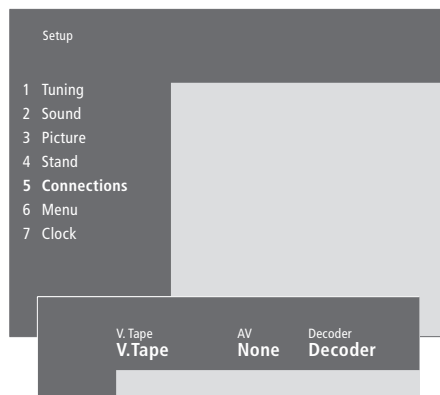 Setup
1 Tuning
2 Sound
3 Picture
4 Stand
5 Connections
6 Menu
7 Clock
V. Tape AV Decoder
V.Tape None Decoder